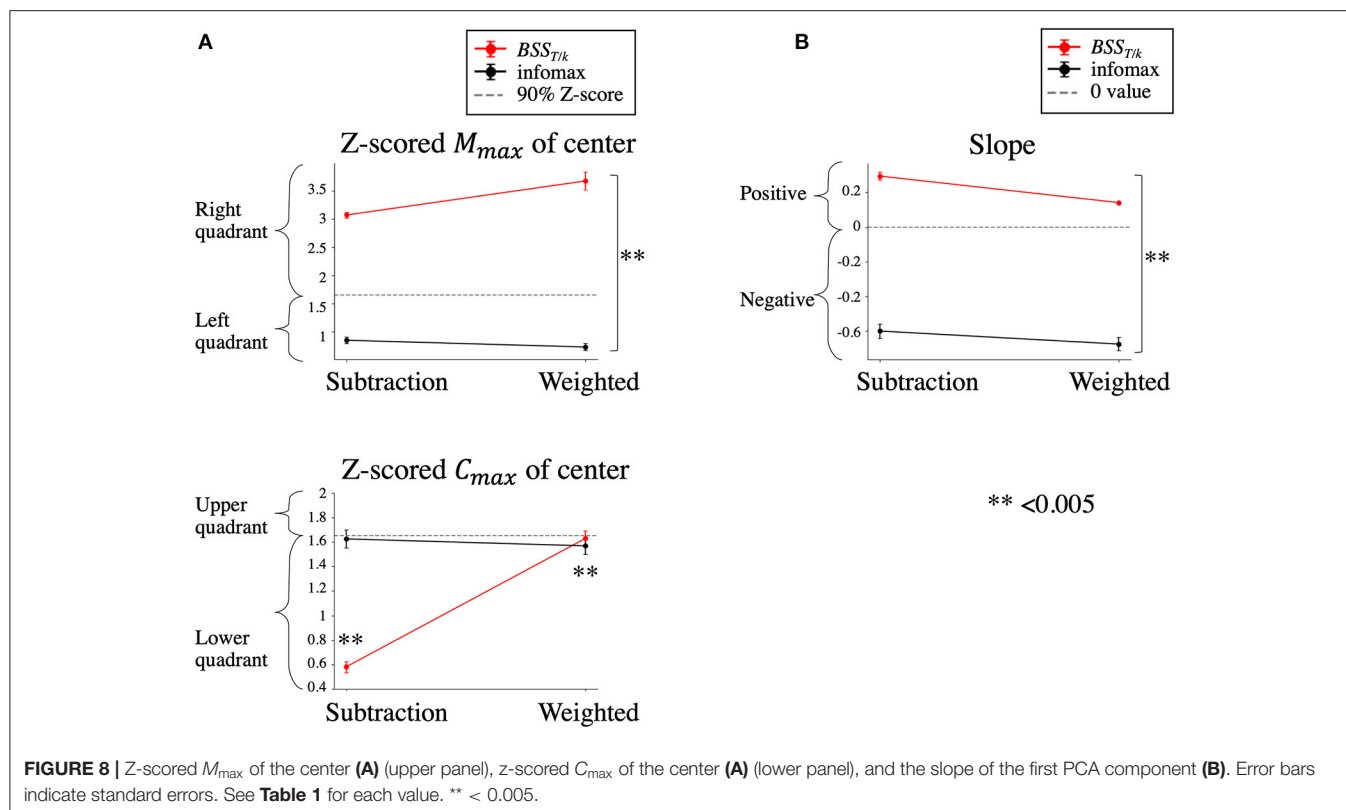 A
BSS_{T/k}
infomax
90% Z-score
Z-scored M_{max} of center
Right
quadrant
Left
quadrant
3.5
3
2.5
2
1.5
1
**
Subtraction
Weighted
B
BSS_{T/k}
infomax
0 value
Slope
Positive
Negative
0.2
0
-0.2
-0.2
-0.6
**
Subtraction
Weighted
Z-scored C_{max} of center
Upper
quadrant
Lower
quadrant
2
1.8
1.6
1.4
1.2
1
0.8
0.6
0.4
**
**
Subtraction
Weighted
** <0.005
FIGURE 8 | Z-scored M_{max} of the center (A) (upper panel), z-scored C_{max} of the center (A) (lower panel), and the slope of the first PCA component (B). Error bars
indicate standard errors. See Table 1 for each value. ** < 0.005.